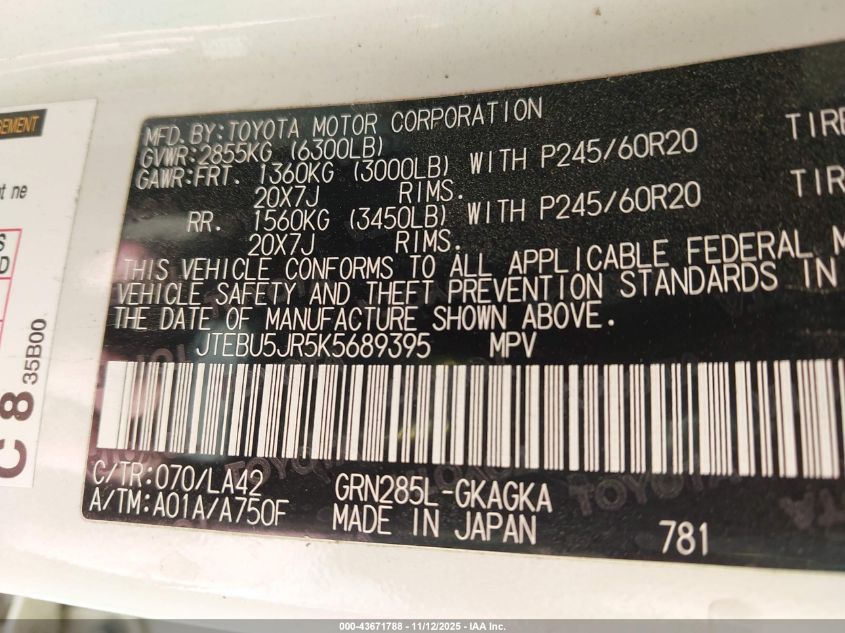 MFD. BY: TOYOTA MOTOR CORPORATION
GVWR: 2855KG (6300LB)
GAWR: FRT. 1360KG (3000LB) WITH P245/60R20 TIRE
20X7J RIMS.
RR. 1560KG (3450LB) WITH P245/60R20 TIR
20X7J RIMS.
THIS VEHICLE CONFORMS TO ALL APPLICABLE FEDERAL M
VEHICLE SAFETY AND THEFT PREVENTION STANDARDS IN
THE DATE OF MANUFACTURE SHOWN ABOVE.
JTEBU5JR5K5689395 MPV
C/TR: 070/LA42 GRN285L-GKAGKA
A/TM: A01A/A750F MADE IN JAPAN 781
GEMENT
t ne
S
D
C 8
35B00
000-43671788 - 11/12/2025 - IAA Inc.